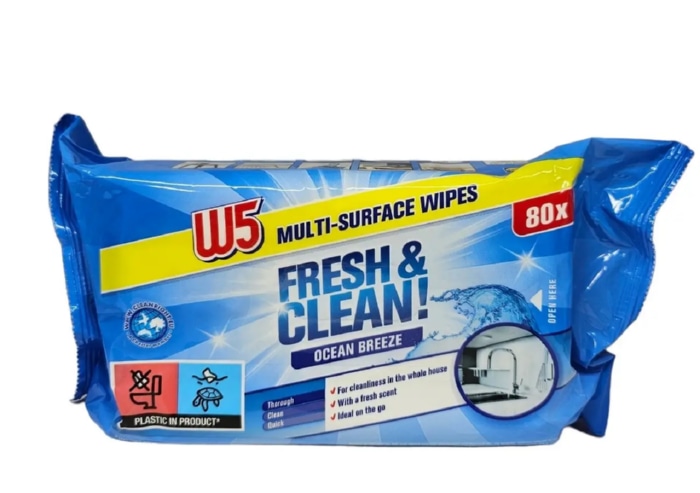 W5 MULTI-SURFACE WIPES
80x
FRESH &
CLEAN!
OCEAN BREEZE
OPEN HERE
Thorough
Clean
Quick
✓ For cleanliness in the whole house
✓ With a fresh scent
✓ Ideal on the go
PLASTIC IN PRODUCT*